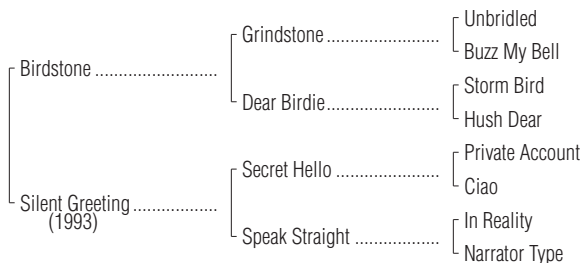 Unbridled
Grindstone ............................
Buzz My Bell
Birdstone ..............................
Storm Bird
Dear Birdie ............................
Hush Dear
Private Account
Secret Hello ..........................
Ciao
Silent Greeting .....................
(1993)
In Reality
Speak Straight .....................
Narrator Type